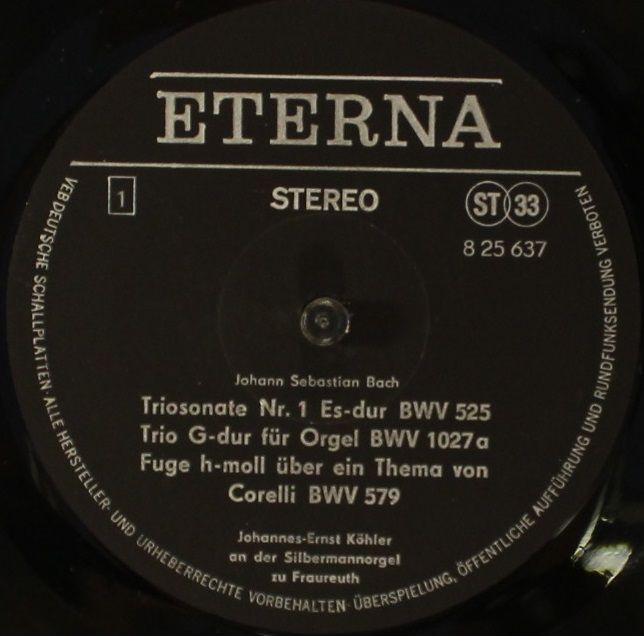 ETERNA
1
STEREO
ST 33
8 25 637
Johann Sebastian Bach
Triosonate Nr. 1 Es-dur BWV 525
Trio G-dur für Orgel BWV 1027a
Fuge h-moll über ein Thema von
Corelli BWV 579
Johannes-Ernst Köhler
an der Silbermannorgel
zu Fraureuth
VEB DEUTSCHE SCHALLPLATTEN · ALLE HERSTELLER- UND URHEBERRECHTE VORBEHALTEN · ÜBERSPIELUNG, ÖFFENTLICHE AUFFÜHRUNG UND RUNDFUNKSENDUNG VERBOTEN